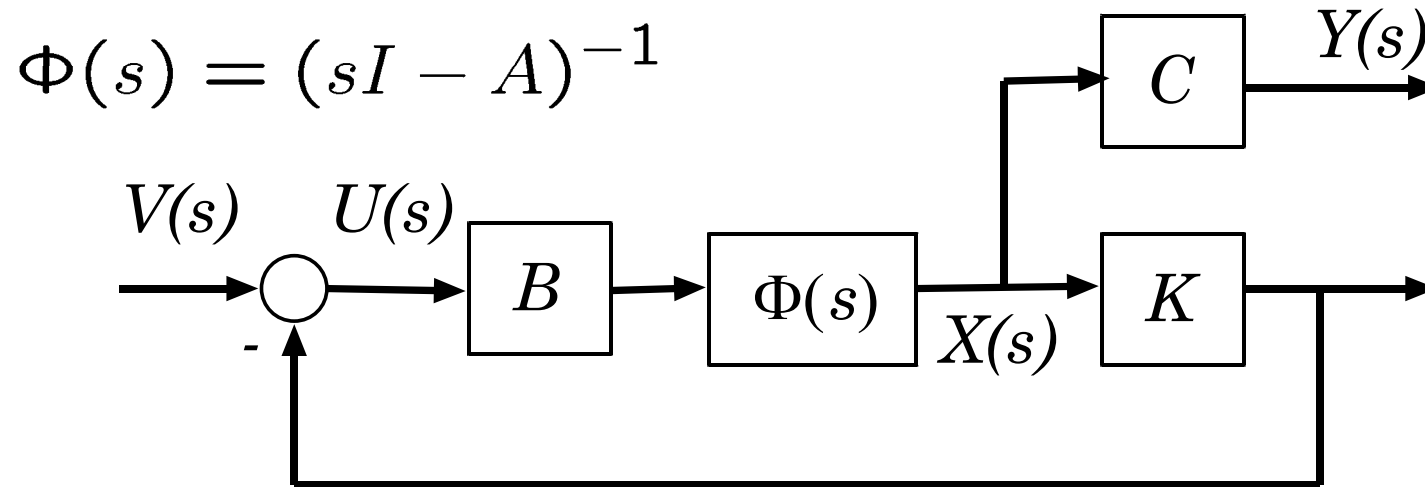 Φ(s) = (sI − A)⁻¹
Y(s)
C
V(s)
U(s)
B
Φ(s)
K
X(s)
-